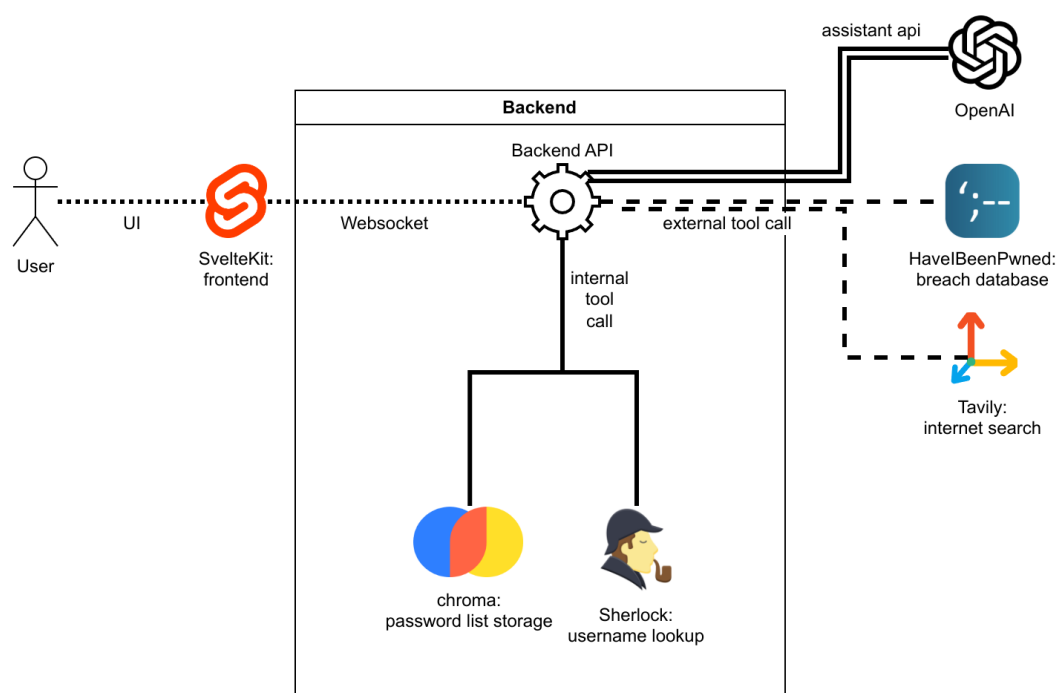 assistant api
OpenAI
Backend
Backend API
UI
Websocket
external tool call
User
SvelteKit:
frontend
HaveIBeenPwned:
breach database
internal
tool
call
Tavily:
internet search
chroma:
password list storage
Sherlock:
username lookup